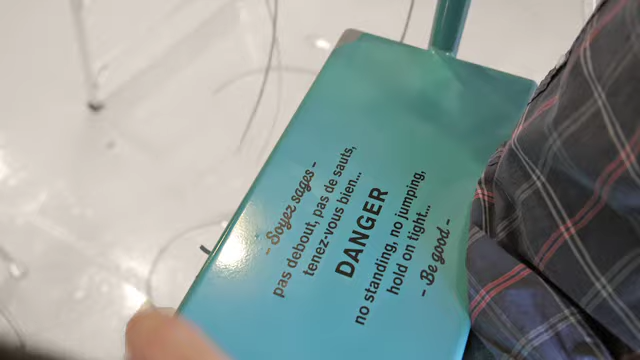 - Soyez sages -
pas debout, pas de sauts,
tenez-vous bien...
DANGER
no standing, no jumping,
hold on tight...
- Be good -